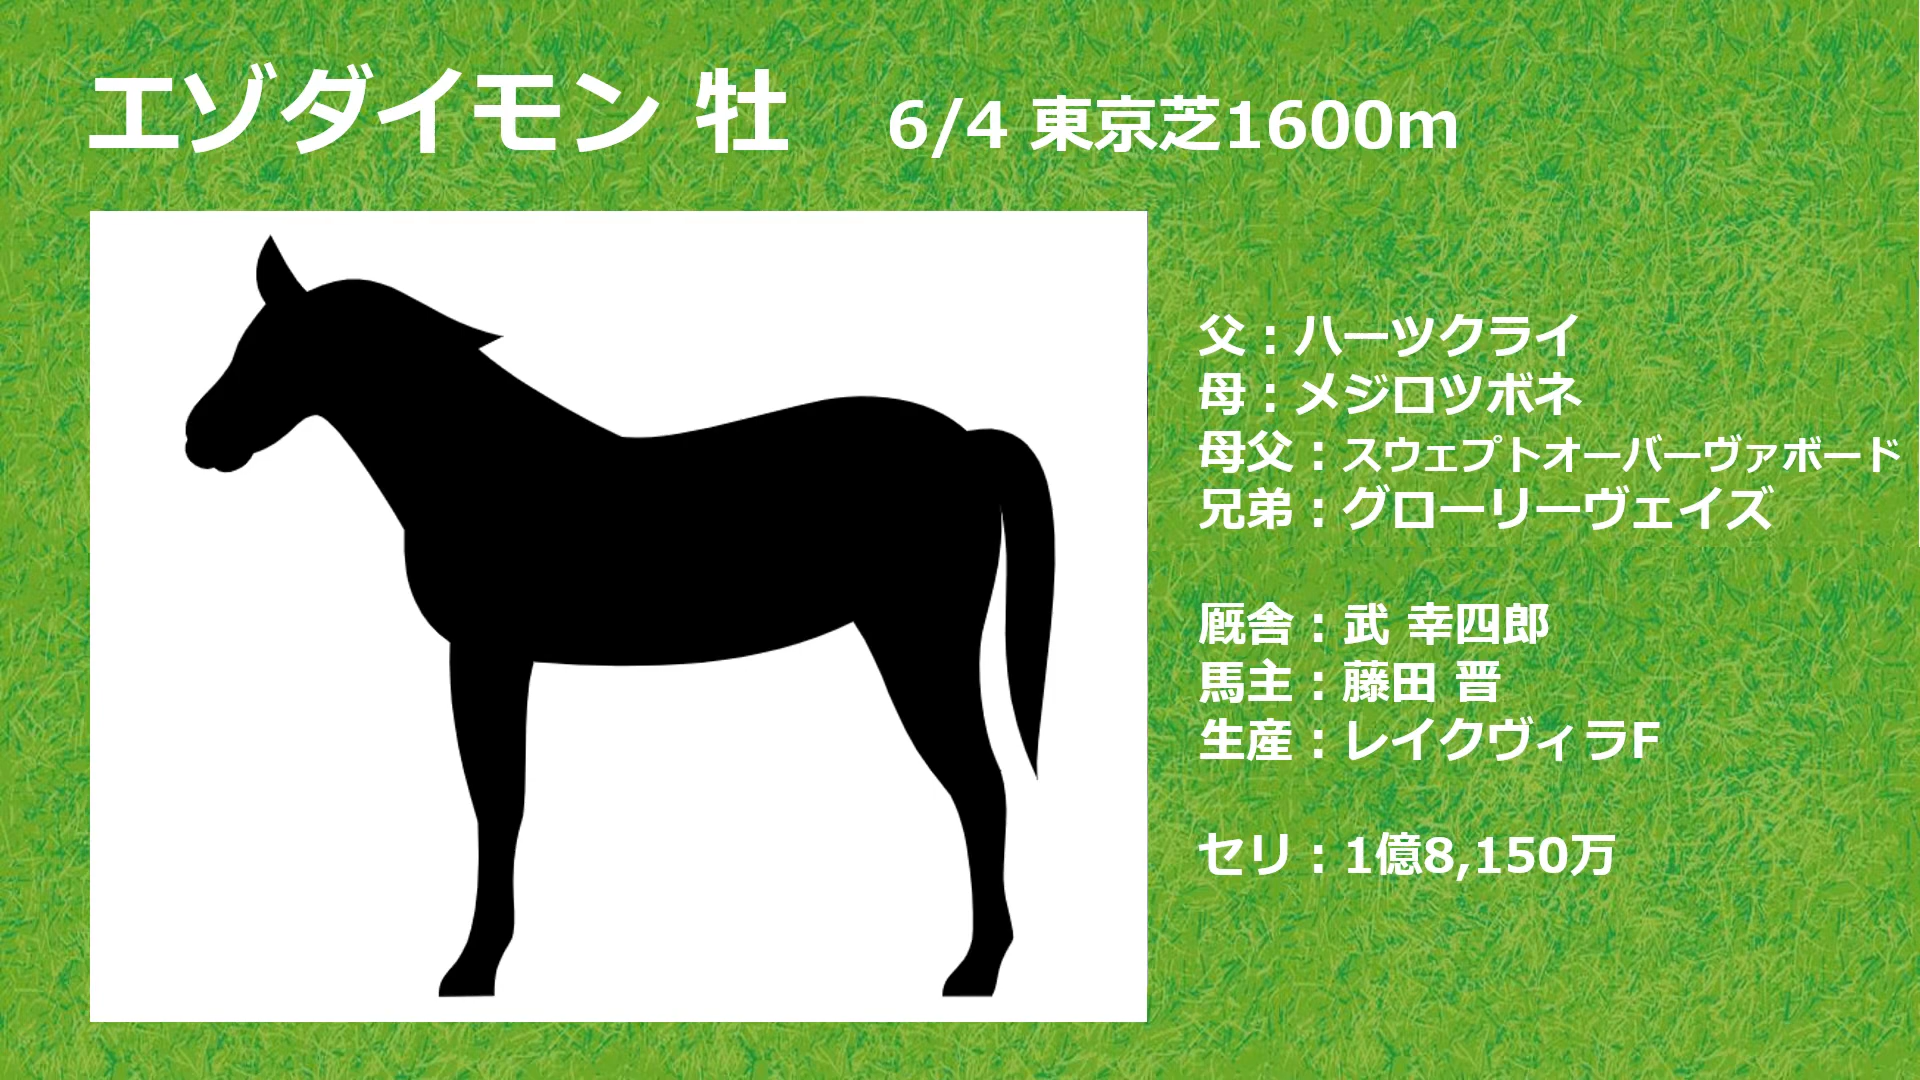 エゾダイモン 牡 6/4 東京芝1600m
父：ハーツクライ
母：メジロツボネ
母父：スウェプトオーバーヴァボード
兄弟：グローリーヴェイズ
厩舎：武 幸四郎
馬主：藤田 晋
生産：レイクヴィラF
セリ：1億8,150万